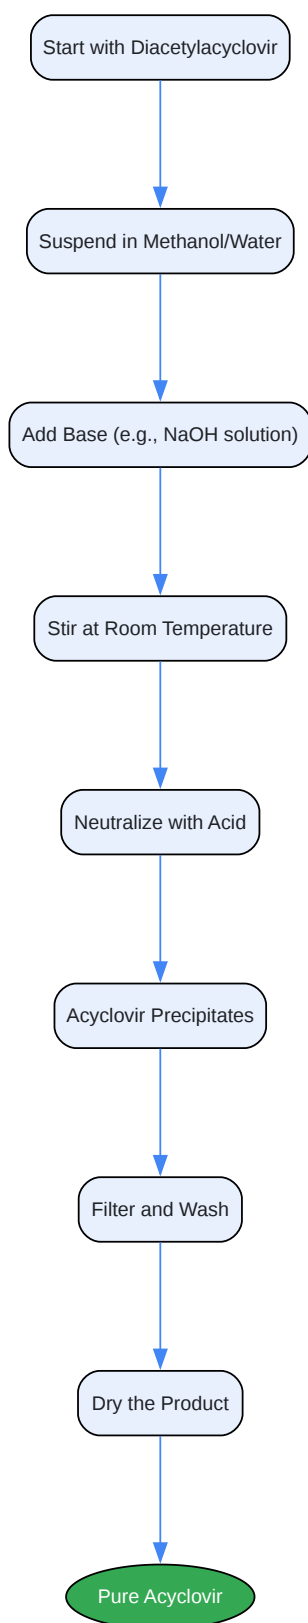 Start with Diacetylacyclovir
Suspend in Methanol/Water
Add Base (e.g., NaOH solution)
Stir at Room Temperature
Neutralize with Acid
Acyclovir Precipitates
Filter and Wash
Dry the Product
Pure Acyclovir